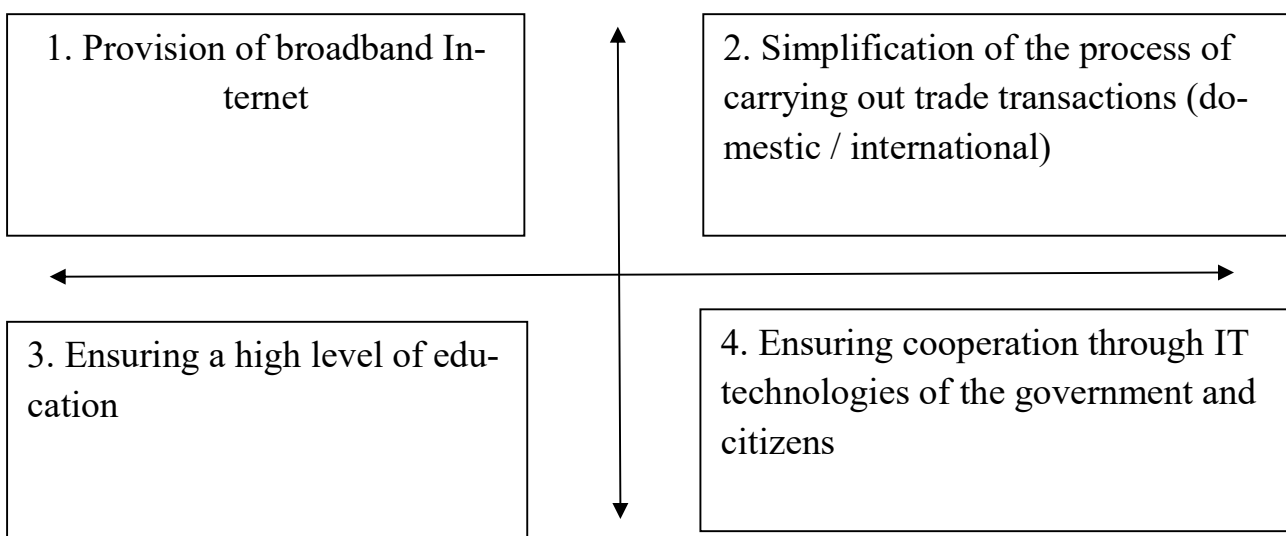 1. Provision of broadband In-
ternet
2. Simplification of the process of
carrying out trade transactions (do-
mestic / international)
3. Ensuring a high level of edu-
cation
4. Ensuring cooperation through IT
technologies of the government and
citizens